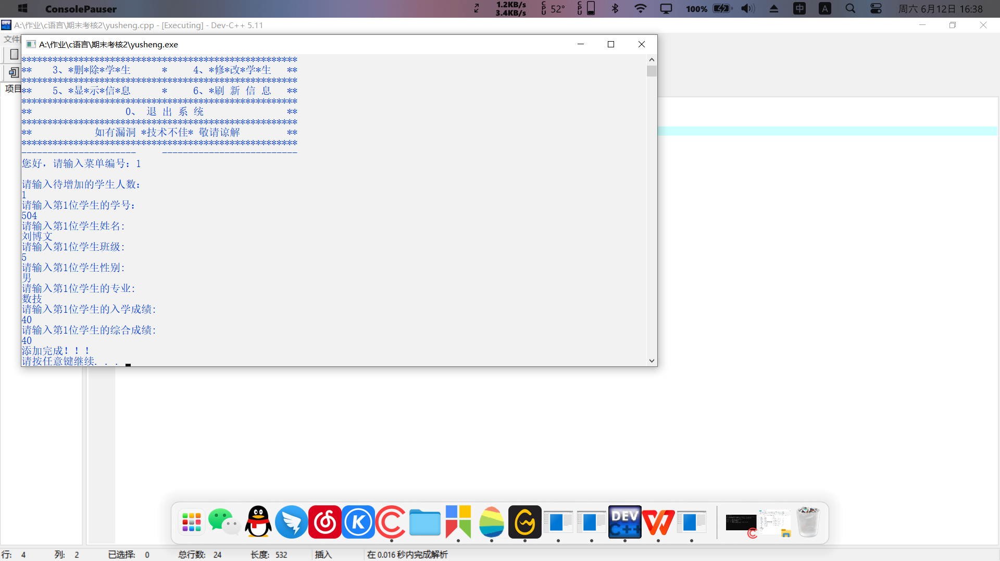 ConsolePauser
1.2KB/s
3.4KB/s
CPU 52°
CPU
100%
中
A
周六 6月12日 16:38
A:\作业\c语言\期末考核2\yusheng.cpp - [Executing] - Dev-C++ 5.11
文件
A:\作业\c语言\期末考核2\yusheng.exe
项目
*****************************************************
**    3、*删*除*学*生      *     4、*修*改*学*生   **
*****************************************************
**    5、*显*示*信*息      *     6、*刷 新 信 息   **
*****************************************************
**                  0、 退 出 系 统                **
*****************************************************
**            如有漏洞 *技术不佳* 敬请谅解         **
*****************************************************
----------------------     --------------------------
您好，请输入菜单编号：1
请输入待增加的学生人数：
1
请输入第1位学生的学号：
504
请输入第1位学生姓名:
刘博文
请输入第1位学生班级:
5
请输入第1位学生性别:
男
请输入第1位学生的专业:
数技
请输入第1位学生的入学成绩:
40
请输入第1位学生的综合成绩:
40
添加完成！！！
请按任意键继续. . .
DEV
C++
行: 4 列: 2 已选择: 0 总行数: 24 长度: 532 插入 在 0.016 秒内完成解析